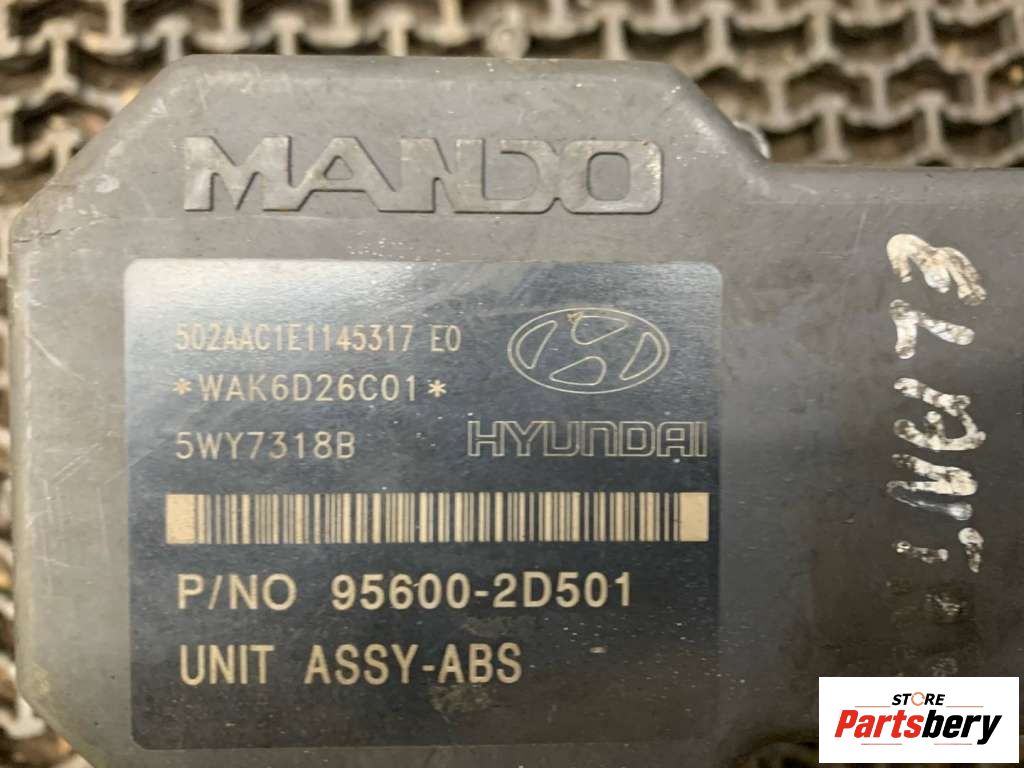 MANDO
502AAC1E1145317 E0
*WAK6D26C01*
5WY7318B
HYUNDAI
P/NO 95600-2D501
UNIT ASSY-ABS
STORE
Partsbery